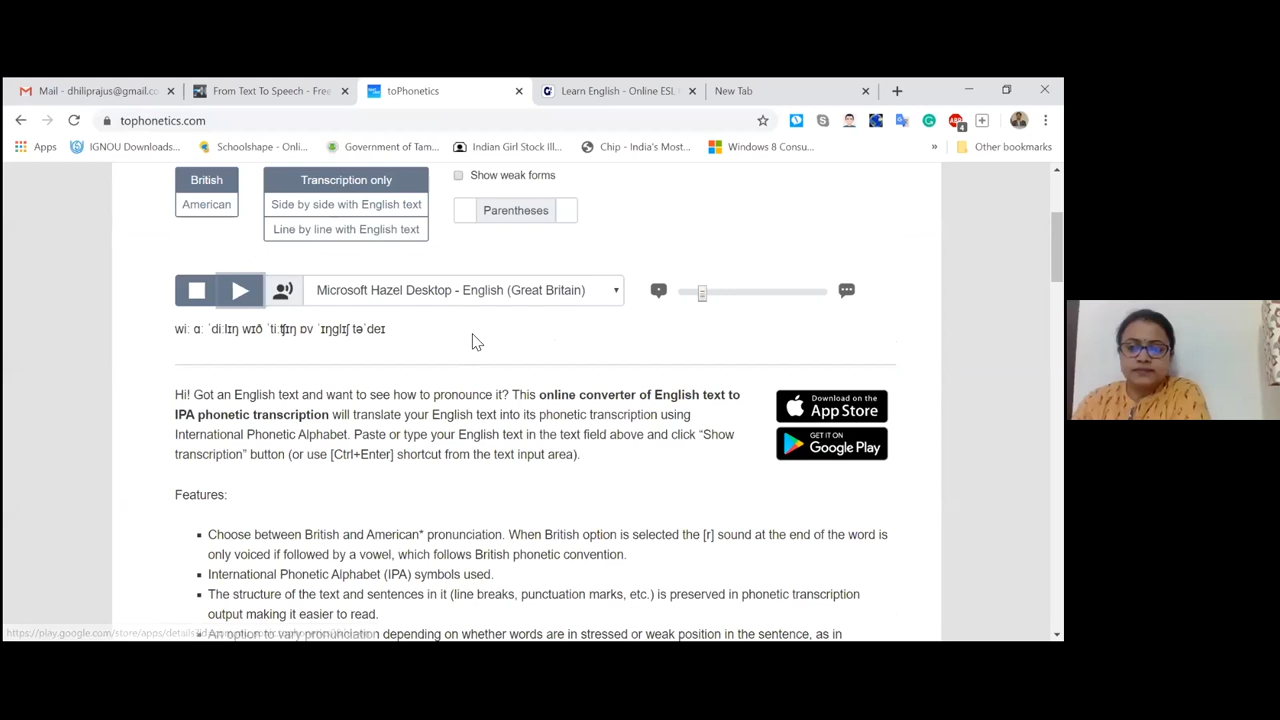 Mail - dhiliprajus@gmail.co
From Text To Speech - Free
toPhonetics
Learn English - Online ESL
New Tab
tophonetics.com
4
Apps
IGNOU Downloads...
Schoolshape - Onli...
Government of Tam...
Indian Girl Stock Ill...
Chip - India's Most...
Windows 8 Consu...
»
Other bookmarks
British
American
Transcription only
Side by side with English text
Line by line with English text
Show weak forms
Parentheses
Microsoft Hazel Desktop - English (Great Britain)
wiː ɑː ˈdiːlɪŋ wɪð ˈtiːʧɪŋ ɒv ˈɪŋglɪʃ təˈdeɪ
Hi! Got an English text and want to see how to pronounce it? This online converter of English text to
IPA phonetic transcription will translate your English text into its phonetic transcription using
International Phonetic Alphabet. Paste or type your English text in the text field above and click “Show
transcription” button (or use [Ctrl+Enter] shortcut from the text input area).
Download on the
App Store
GET IT ON
Google Play
Features:
Choose between British and American* pronunciation. When British option is selected the [r] sound at the end of the word is
only voiced if followed by a vowel, which follows British phonetic convention.
International Phonetic Alphabet (IPA) symbols used.
The structure of the text and sentences in it (line breaks, punctuation marks, etc.) is preserved in phonetic transcription
output making it easier to read.
An option to vary pronunciation depending on whether words are in stressed or weak position in the sentence, as in